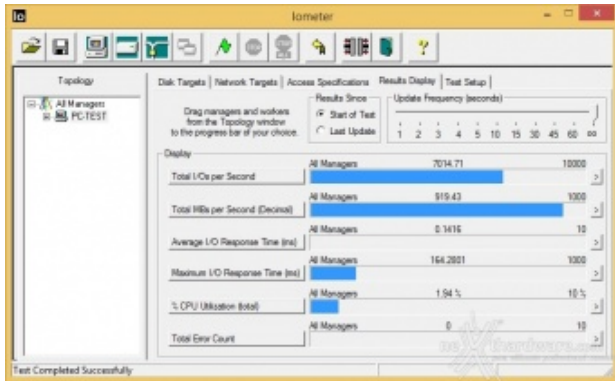 Io
Iometer
Topology
All Managers
PC-TEST
Disk Targets Network Targets Access Specifications Results Display Test Setup
Drag managers and workers
from the Topology window
to the progress bar of your choice.
Results Since
Start of Test
Last Update
Update Frequency (seconds)
1 2 3 4 5 10 15 30 45 60 ∞
Display
All Managers 7014.71 10000
Total I/Os per Second >
All Managers 919.43 1000
Total MBs per Second (Decimal) >
All Managers 0.1416 10
Average I/O Response Time (ms) >
All Managers 164.2001 1000
Maximum I/O Response Time (ms) >
All Managers 1.94 % 10 %
% CPU Utilization (total) >
All Managers 0 10
Total Error Count >
Test Completed Successfully